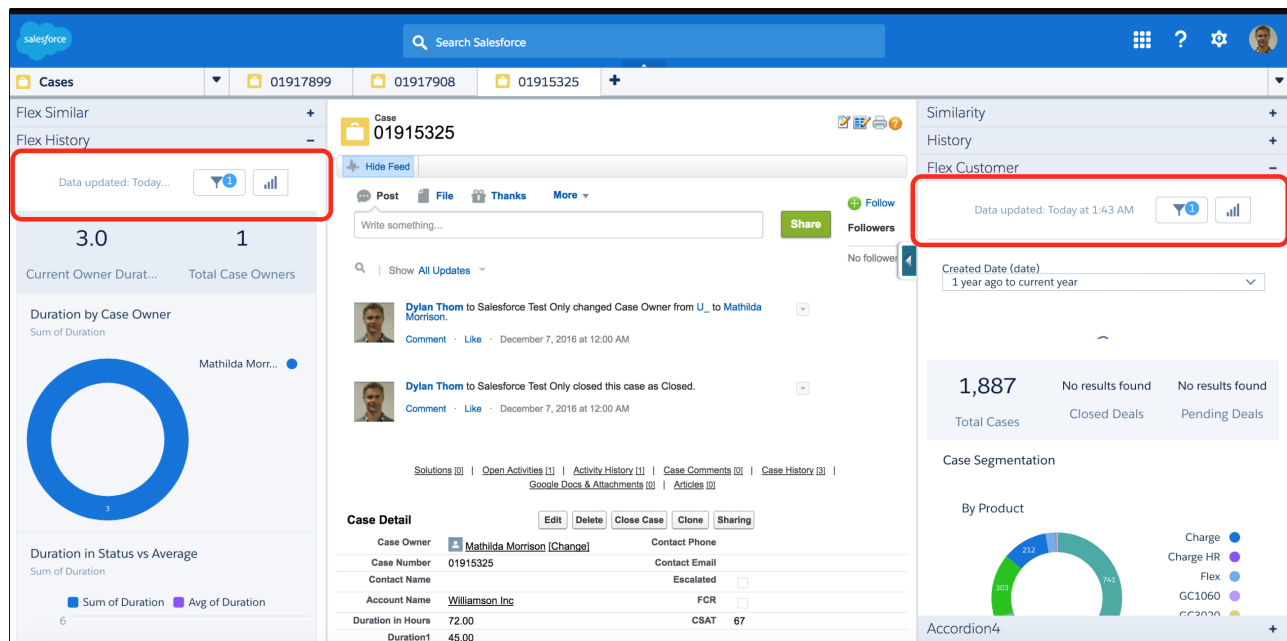 salesforce
Search Salesforce
Cases
01917899
01917908
01915325
Flex Similar
Flex History
Data updated: Today...
1
3.0
1
Current Owner Durat...
Total Case Owners
Duration by Case Owner
Sum of Duration
Mathilda Morr...
3
Duration in Status vs Average
Sum of Duration
Sum of Duration
Avg of Duration
6
Case
01915325
Hide Feed
Post
File
Thanks
More
Write something...
Share
Follow
Followers
No follower
Show All Updates
Dylan Thom to Salesforce Test Only changed Case Owner from U_ to Mathilda
Morrison.
Comment · Like · December 7, 2016 at 12:00 AM
Dylan Thom to Salesforce Test Only closed this case as Closed.
Comment · Like · December 7, 2016 at 12:00 AM
Solutions [0] | Open Activities [1] | Activity History [1] | Case Comments [0] | Case History [3] |
Google Docs & Attachments [0] | Articles [0]
Case Detail
Edit
Delete
Close Case
Clone
Sharing
Case Owner Mathilda Morrison [Change] Contact Phone
Case Number 01915325 Contact Email
Contact Name Escalated
Account Name Williamson Inc FCR
Duration in Hours 72.00 CSAT 67
Duration1 45.00
Similarity
History
Flex Customer
Data updated: Today at 1:43 AM
1
Created Date (date)
1 year ago to current year
1,887
No results found
No results found
Total Cases
Closed Deals
Pending Deals
Case Segmentation
By Product
212
303
741
Charge
Charge HR
Flex
GC1060
GC3020
Accordion4